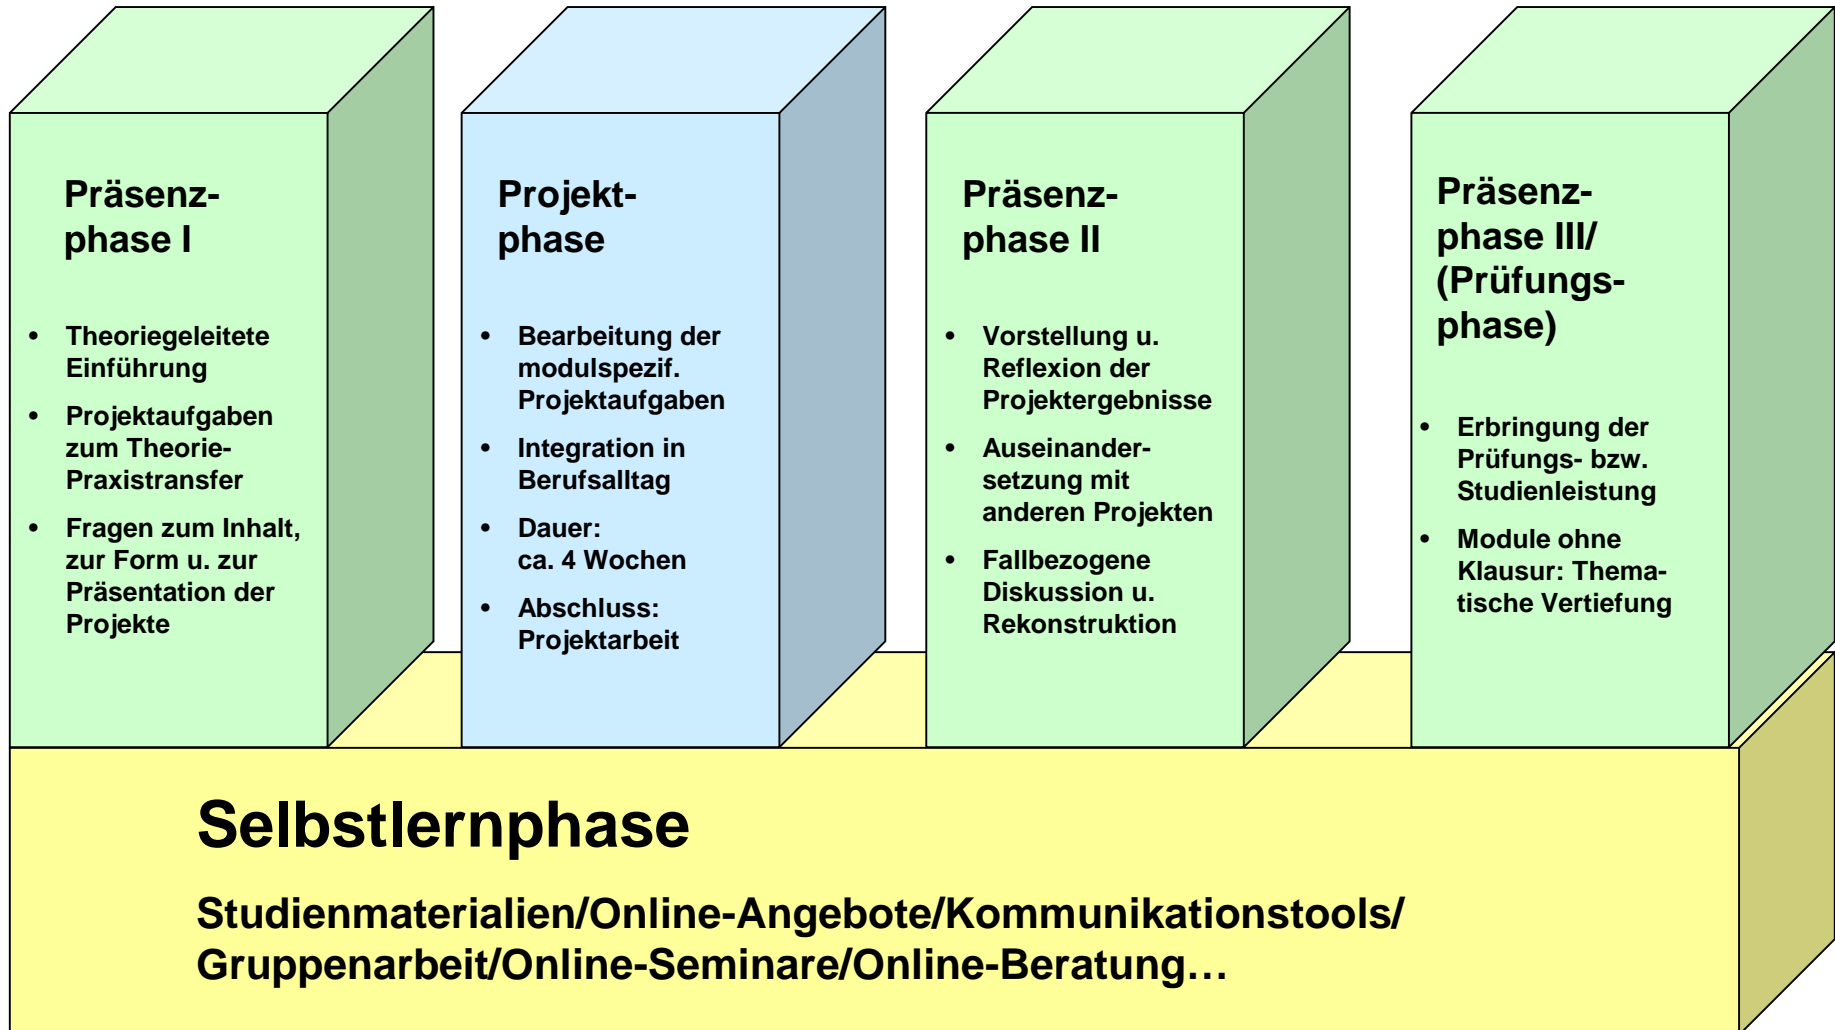 Präsenz-
phase I
• Theoriegeleitete
Einführung
• Projektaufgaben
zum Theorie-
Praxistransfer
• Fragen zum Inhalt,
zur Form u. zur
Präsentation der
Projekte
Projekt-
phase
• Bearbeitung der
modulspezif.
Projektaufgaben
• Integration in
Berufsalltag
• Dauer:
ca. 4 Wochen
• Abschluss:
Projektarbeit
Präsenz-
phase II
• Vorstellung u.
Reflexion der
Projektergebnisse
• Auseinander-
setzung mit
anderen Projekten
• Fallbezogene
Diskussion u.
Rekonstruktion
Präsenz-
phase III/
(Prüfungs-
phase)
• Erbringung der
Prüfungs- bzw.
Studienleistung
• Module ohne
Klausur: Thema-
tische Vertiefung
Selbstlernphase
Studienmaterialien/Online-Angebote/Kommunikationstools/
Gruppenarbeit/Online-Seminare/Online-Beratung…